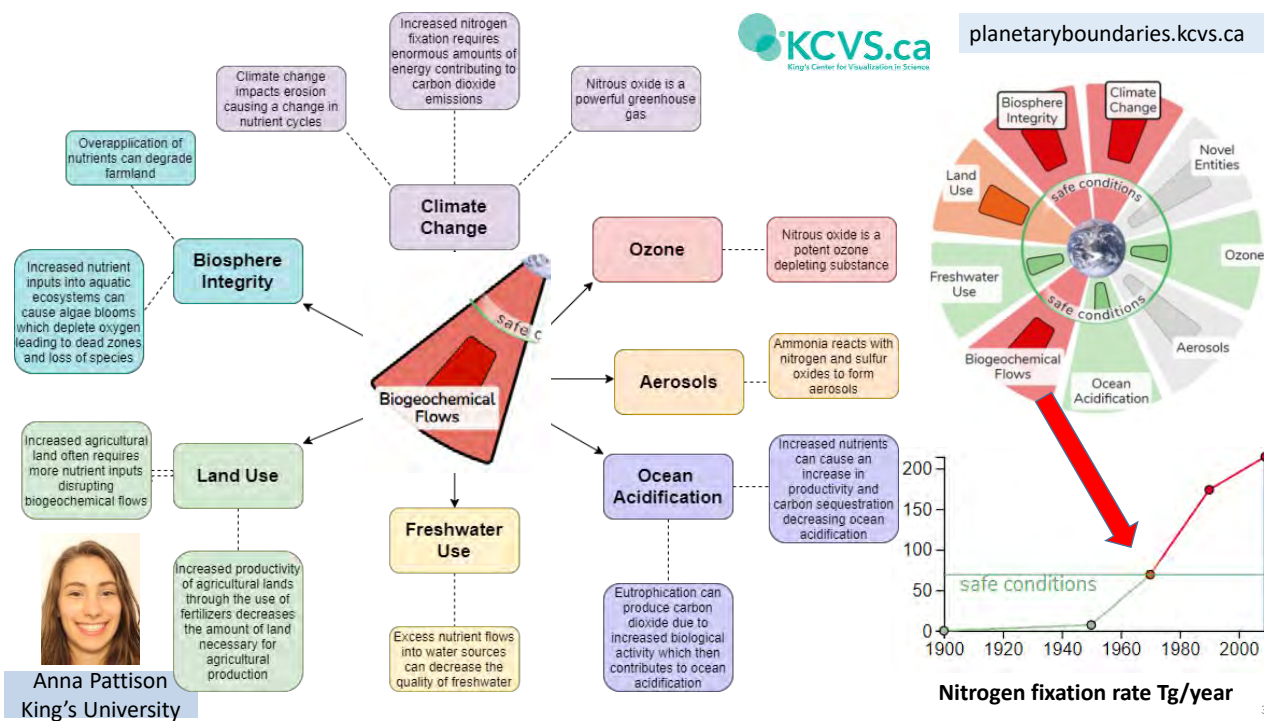 Increased nitrogen
fixation requires
enormous amounts of
energy contributing to
carbon dioxide
emissions
Climate change
impacts erosion
causing a change in
nutrient cycles
Nitrous oxide is a
powerful greenhouse
gas
Overapplication of
nutrients can degrade
farmland
Climate
Change
Biosphere
Integrity
Increased nutrient
inputs into aquatic
ecosystems can
cause algae blooms
which deplete oxygen
leading to dead zones
and loss of species
Ozone
Nitrous oxide is a
potent ozone
depleting substance
safe c
Biogeochemical
Flows
Aerosols
Ammonia reacts with
nitrogen and sulfur
oxides to form
aerosols
Increased agricultural
land often requires
more nutrient inputs
disrupting
biogeochemical flows
Land Use
Ocean
Acidification
Increased nutrients
can cause an
increase in
productivity and
carbon sequestration
decreasing ocean
acidification
Freshwater
Use
Increased productivity
of agricultural lands
through the use of
fertilizers decreases
the amount of land
necessary for
agricultural
production
Excess nutrient flows
into water sources
can decrease the
quality of freshwater
Eutrophication can
produce carbon
dioxide due to
increased biological
activity which then
contributes to ocean
acidification
Anna Pattison
King's University
KCVS.ca
King's Center for Visualization in Science
planetaryboundaries.kcvs.ca
Biosphere
Integrity
Climate
Change
Novel
Entities
Land
Use
safe conditions
Ozone
Freshwater
Use
safe conditions
Aerosols
Biogeochemical
Flows
Ocean
Acidification
200
150
100
50
0
safe conditions
1900 1920 1940 1960 1980 2000
Nitrogen fixation rate Tg/year